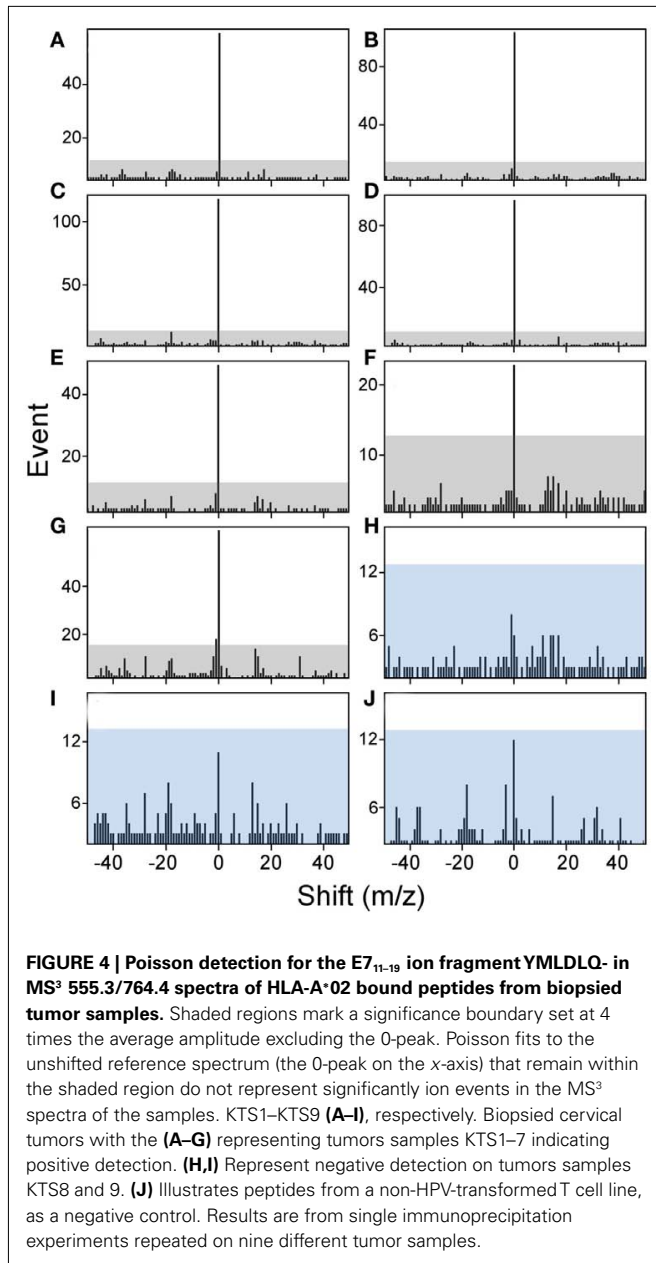 A
B
40
20
80
40
C
D
100
50
80
40
E
F
40
20
20
10
G
H
40
20
12
6
I
J
12
6
12
6
Event
-40 -20 0 20 40 -40 -20 0 20 40
Shift (m/z)
FIGURE 4 | Poisson detection for the E7₁₁₋₁₉ ion fragment YMLDLQ- in
MS³ 555.3/764.4 spectra of HLA-A*02 bound peptides from biopsied
tumor samples. Shaded regions mark a significance boundary set at 4
times the average amplitude excluding the 0-peak. Poisson fits to the
unshifted reference spectrum (the 0-peak on the x-axis) that remain within
the shaded region do not represent significantly ion events in the MS³
spectra of the samples. KTS1–KTS9 (A–I), respectively. Biopsied cervical
tumors with the (A–G) representing tumors samples KTS1–7 indicating
positive detection. (H,I) Represent negative detection on tumors samples
KTS8 and 9. (J) Illustrates peptides from a non-HPV-transformed T cell line,
as a negative control. Results are from single immunoprecipitation
experiments repeated on nine different tumor samples.